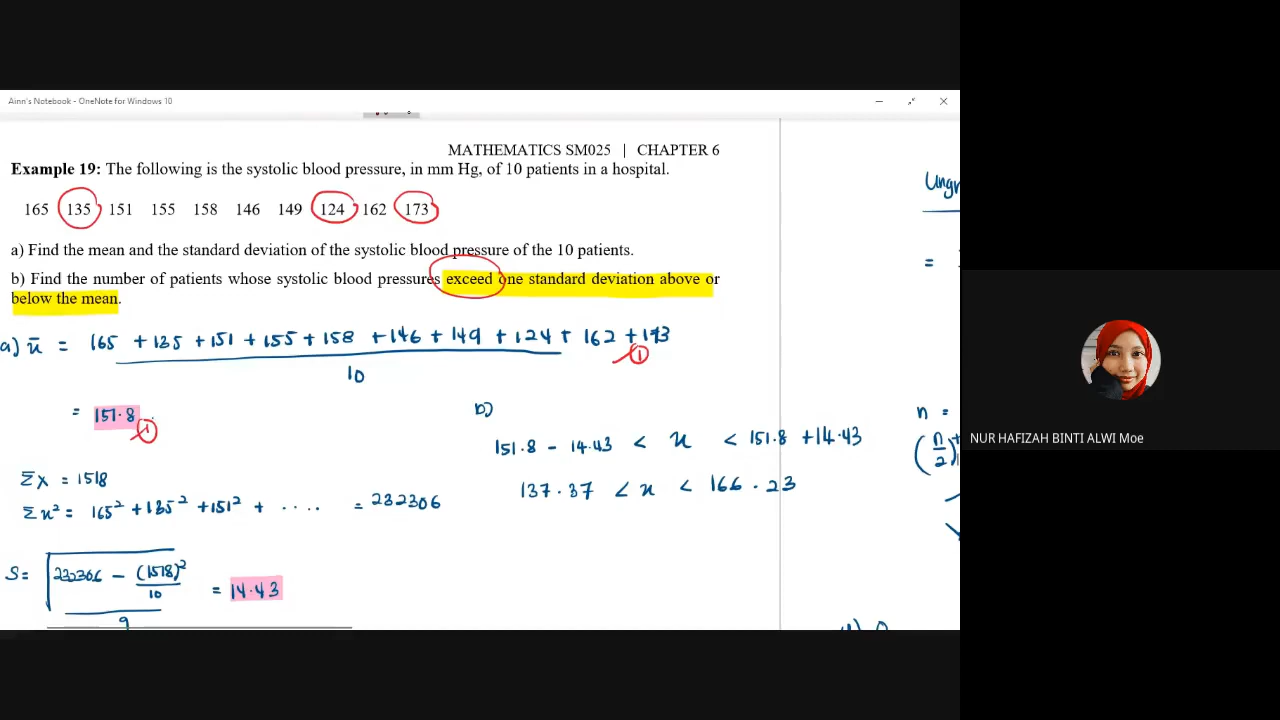 Ainn's Notebook - OneNote for Windows 10
MATHEMATICS SM025 | CHAPTER 6
Example 19: The following is the systolic blood pressure, in mm Hg, of 10 patients in a hospital.
165 135 151 155 158 146 149 124 162 173
a) Find the mean and the standard deviation of the systolic blood pressure of the 10 patients.
b) Find the number of patients whose systolic blood pressures exceed one standard deviation above or
below the mean.
a) x̄ = 165 + 135 + 151 + 155 + 158 + 146 + 149 + 124 + 162 + 173
1
10
= 151.8
1
Σx = 1518
Σx² = 165² + 135² + 151² + .... = 232306
S = √ 232306 − (1518)²
10
= 14.43
9
b)
151.8 − 14.43 < x < 151.8 + 14.43
137.37 < x < 166.23
Ungr
=
n =
(n
2)
NUR HAFIZAH BINTI ALWI Moe